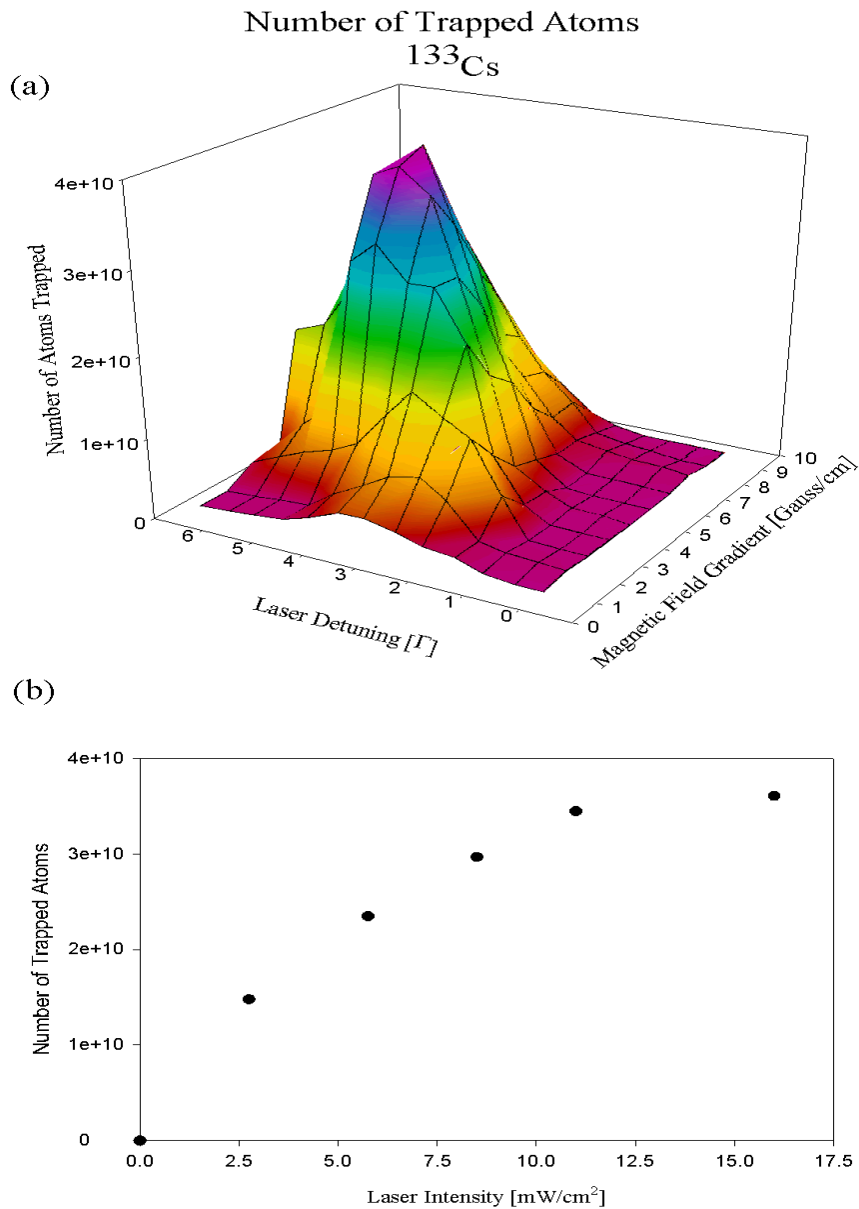 Number of Trapped Atoms
133Cs
(a)
4e+10
3e+10
2e+10
1e+10
0
Number of Atoms Trapped
6
5
4
3
2
1
0
Laser Detuning [Γ]
0
1
2
3
4
5
6
7
8
9
10
Magnetic Field Gradient [Gauss/cm]
(b)
4e+10
3e+10
2e+10
1e+10
0
Number of Trapped Atoms
0.0 2.5 5.0 7.5 10.0 12.5 15.0 17.5
Laser Intensity [mW/cm²]